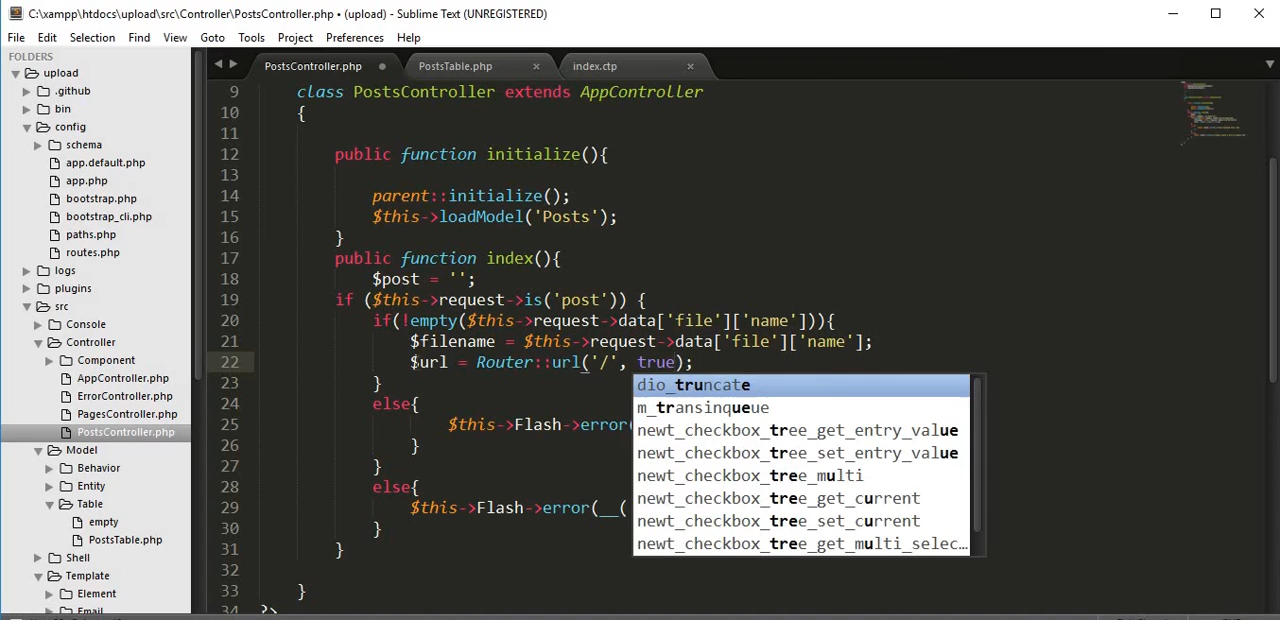 C:\xampp\htdocs\upload\src\Controller\PostsController.php • (upload) - Sublime Text (UNREGISTERED)
File Edit Selection Find View Goto Tools Project Preferences Help
FOLDERS
upload
.github
bin
config
schema
app.default.php
app.php
bootstrap.php
bootstrap_cli.php
paths.php
routes.php
logs
plugins
src
Console
Controller
Component
AppController.php
ErrorController.php
PagesController.php
PostsController.php
Model
Behavior
Entity
Table
empty
PostsTable.php
Shell
Template
Element
Email
PostsController.php PostsTable.php index.ctp
9 class PostsController extends AppController
10 {
11
12 public function initialize(){
13
14 parent::initialize();
15 $this->loadModel('Posts');
16 }
17 public function index(){
18 $post = '';
19 if ($this->request->is('post')) {
20 if(!empty($this->request->data['file']['name'])){
21 $filename = $this->request->data['file']['name'];
22 $url = Router::url('/', true);
23 }
24 else{
25 $this->Flash->error(
26 }
27 }
28 else{
29 $this->Flash->error(__(
30 }
31 }
32
33 }
34 ?>
dio_truncate
m_transinqueue
newt_checkbox_tree_get_entry_value
newt_checkbox_tree_set_entry_value
newt_checkbox_tree_multi
newt_checkbox_tree_get_current
newt_checkbox_tree_set_current
newt_checkbox_tree_get_multi_selec...